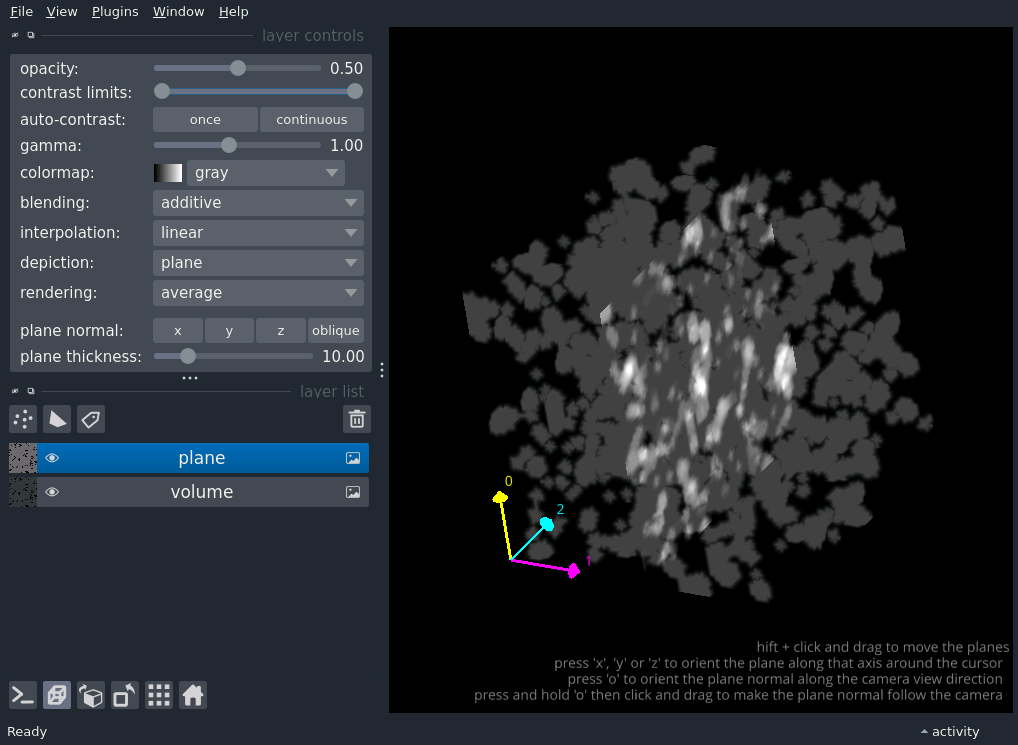 File View Plugins Window Help
layer controls
opacity: 0.50
contrast limits:
auto-contrast: once continuous
gamma: 1.00
colormap: gray
blending: additive
interpolation: linear
depiction: plane
rendering: average
plane normal: x y z oblique
plane thickness: 10.00
layer list
plane
volume
0
2
1
hift + click and drag to move the planes
press 'x', 'y' or 'z' to orient the plane along that axis around the cursor
press 'o' to orient the plane normal along the camera view direction
press and hold 'o' then click and drag to make the plane normal follow the camera
Ready
activity